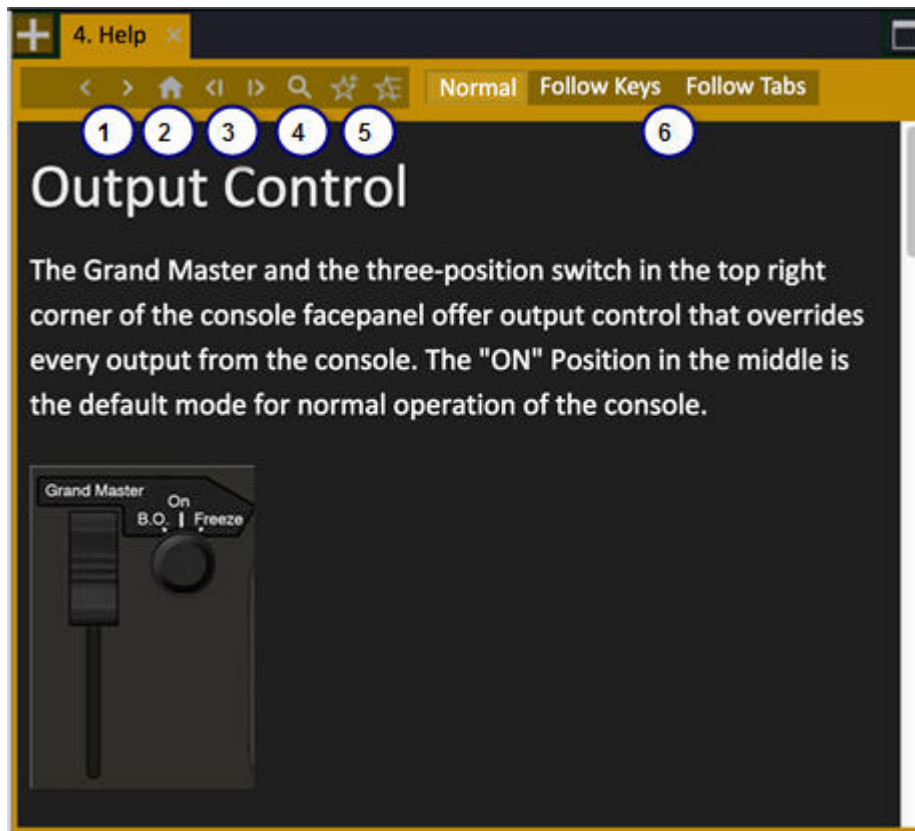 4. Help
Normal Follow Keys Follow Tabs
1 2 3 4 5 6
Output Control
The Grand Master and the three-position switch in the top right
corner of the console facepanel offer output control that overrides
every output from the console. The "ON" Position in the middle is
the default mode for normal operation of the console.
Grand Master
On
B.O. | Freeze